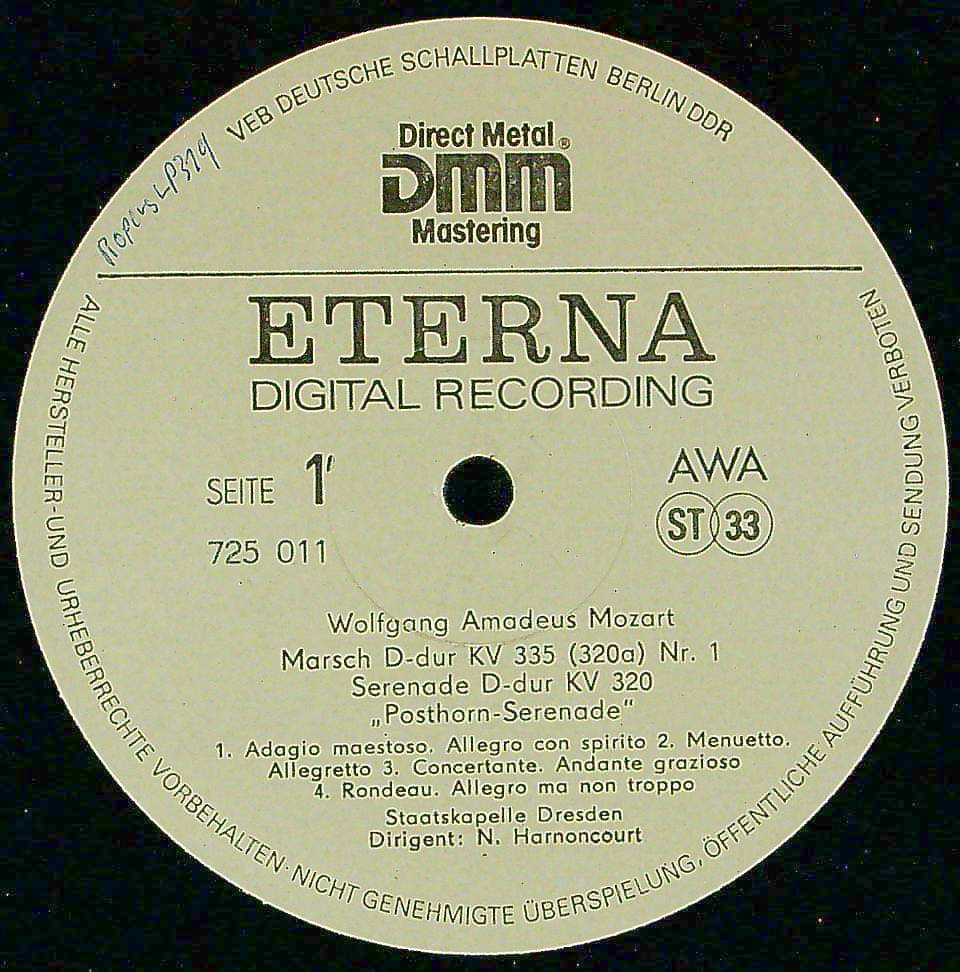 VEB DEUTSCHE SCHALLPLATTEN BERLIN DDR
LP319
Direct Metal®
DMM
Mastering
ETERNA
DIGITAL RECORDING
SEITE 1'
AWA
ST 33
725 011
Wolfgang Amadeus Mozart
Marsch D-dur KV 335 (320a) Nr. 1
Serenade D-dur KV 320
„Posthorn-Serenade"
1. Adagio maestoso. Allegro con spirito 2. Menuetto.
Allegretto 3. Concertante. Andante grazioso
4. Rondeau. Allegro ma non troppo
Staatskapelle Dresden
Dirigent: N. Harnoncourt
ALLE HERSTELLER-UND URHEBERRECHTE VORBEHALTEN· NICHT GENEHMIGTE ÜBERSPIELUNG, ÖFFENTLICHE AUFFÜHRUNG UND SENDUNG VERBOTEN